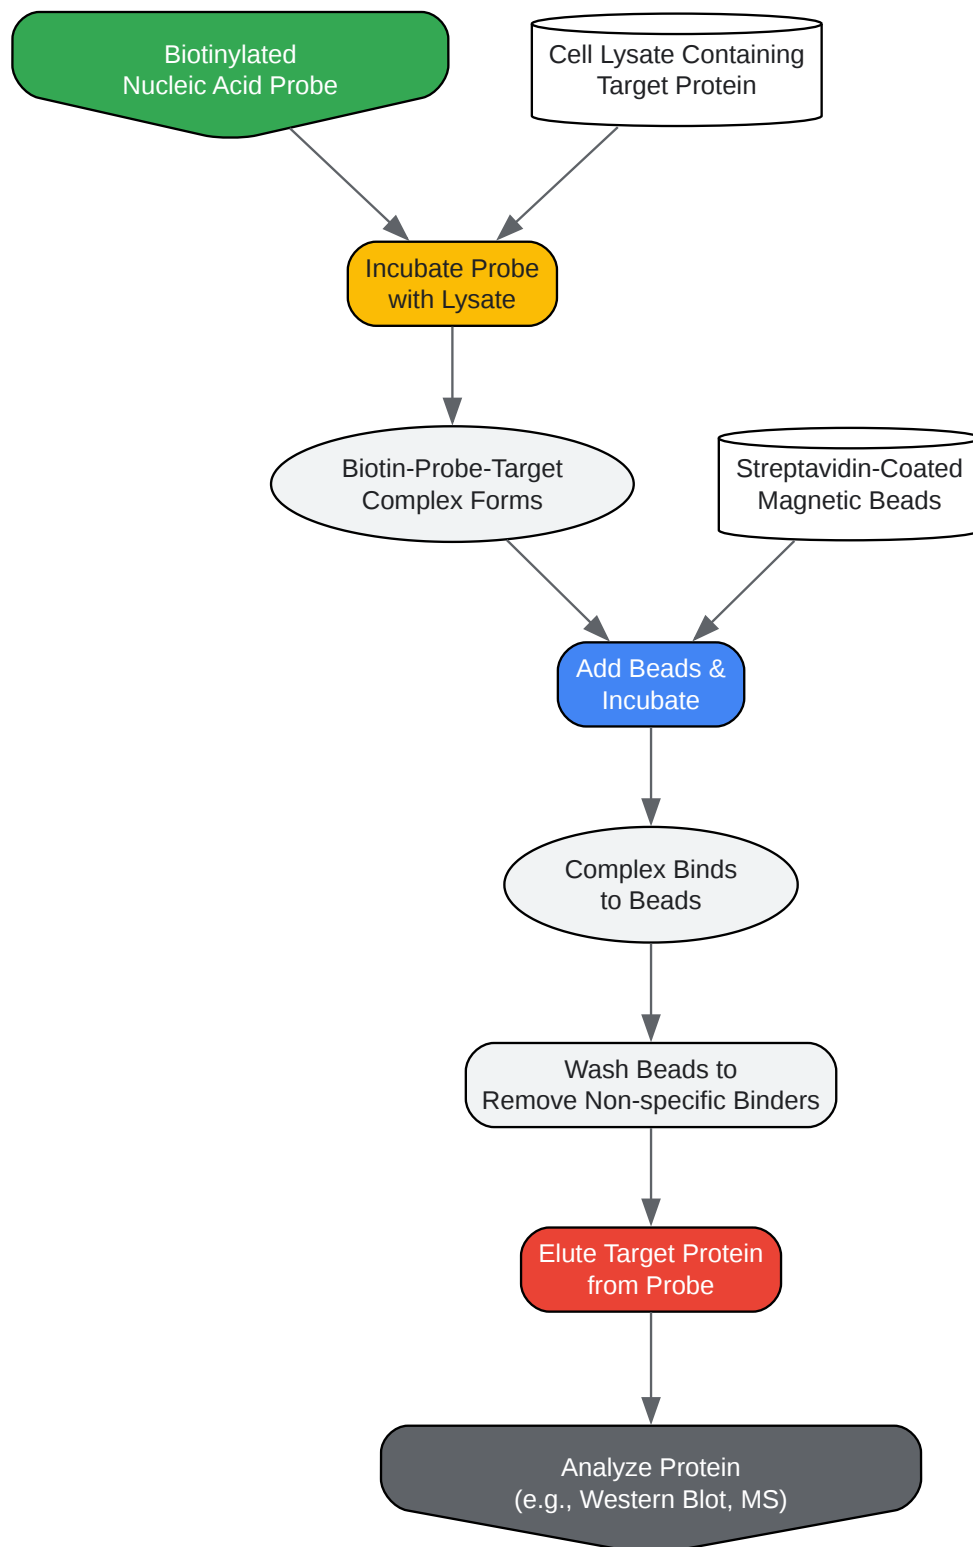 Biotinylated
Nucleic Acid Probe
Cell Lysate Containing
Target Protein
Incubate Probe
with Lysate
Biotin-Probe-Target
Complex Forms
Streptavidin-Coated
Magnetic Beads
Add Beads &
Incubate
Complex Binds
to Beads
Wash Beads to
Remove Non-specific Binders
Elute Target Protein
from Probe
Analyze Protein
(e.g., Western Blot, MS)